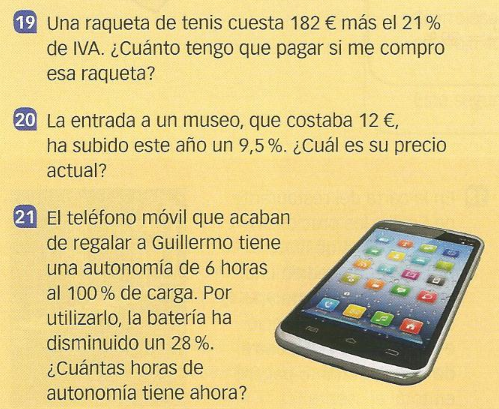 19 Una raqueta de tenis cuesta 182 € más el 21 %
de IVA. ¿Cuánto tengo que pagar si me compro
esa raqueta?
20 La entrada a un museo, que costaba 12 €,
ha subido este año un 9,5 %. ¿Cuál es su precio
actual?
21 El teléfono móvil que acaban
de regalar a Guillermo tiene
una autonomía de 6 horas
al 100 % de carga. Por
utilizarlo, la batería ha
disminuido un 28 %.
¿Cuántas horas de
autonomía tiene ahora?